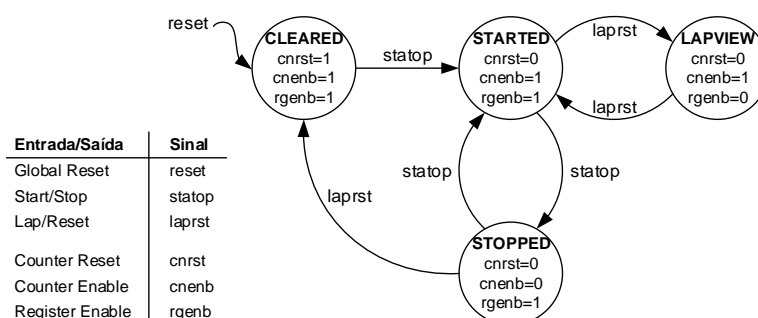 reset
CLEARED
cnrst=1
cnenb=1
rgenb=1
statop
STARTED
cnrst=0
cnenb=1
rgenb=1
laprst
laprst
LAPVIEW
cnrst=0
cnenb=1
rgenb=0
statop
statop
laprst
STOPPED
cnrst=0
cnenb=0
rgenb=1
Entrada/Saída Sinal
Global Reset reset
Start/Stop statop
Lap/Reset laprst
Counter Reset cnrst
Counter Enable cnenb
Register Enable rgenb